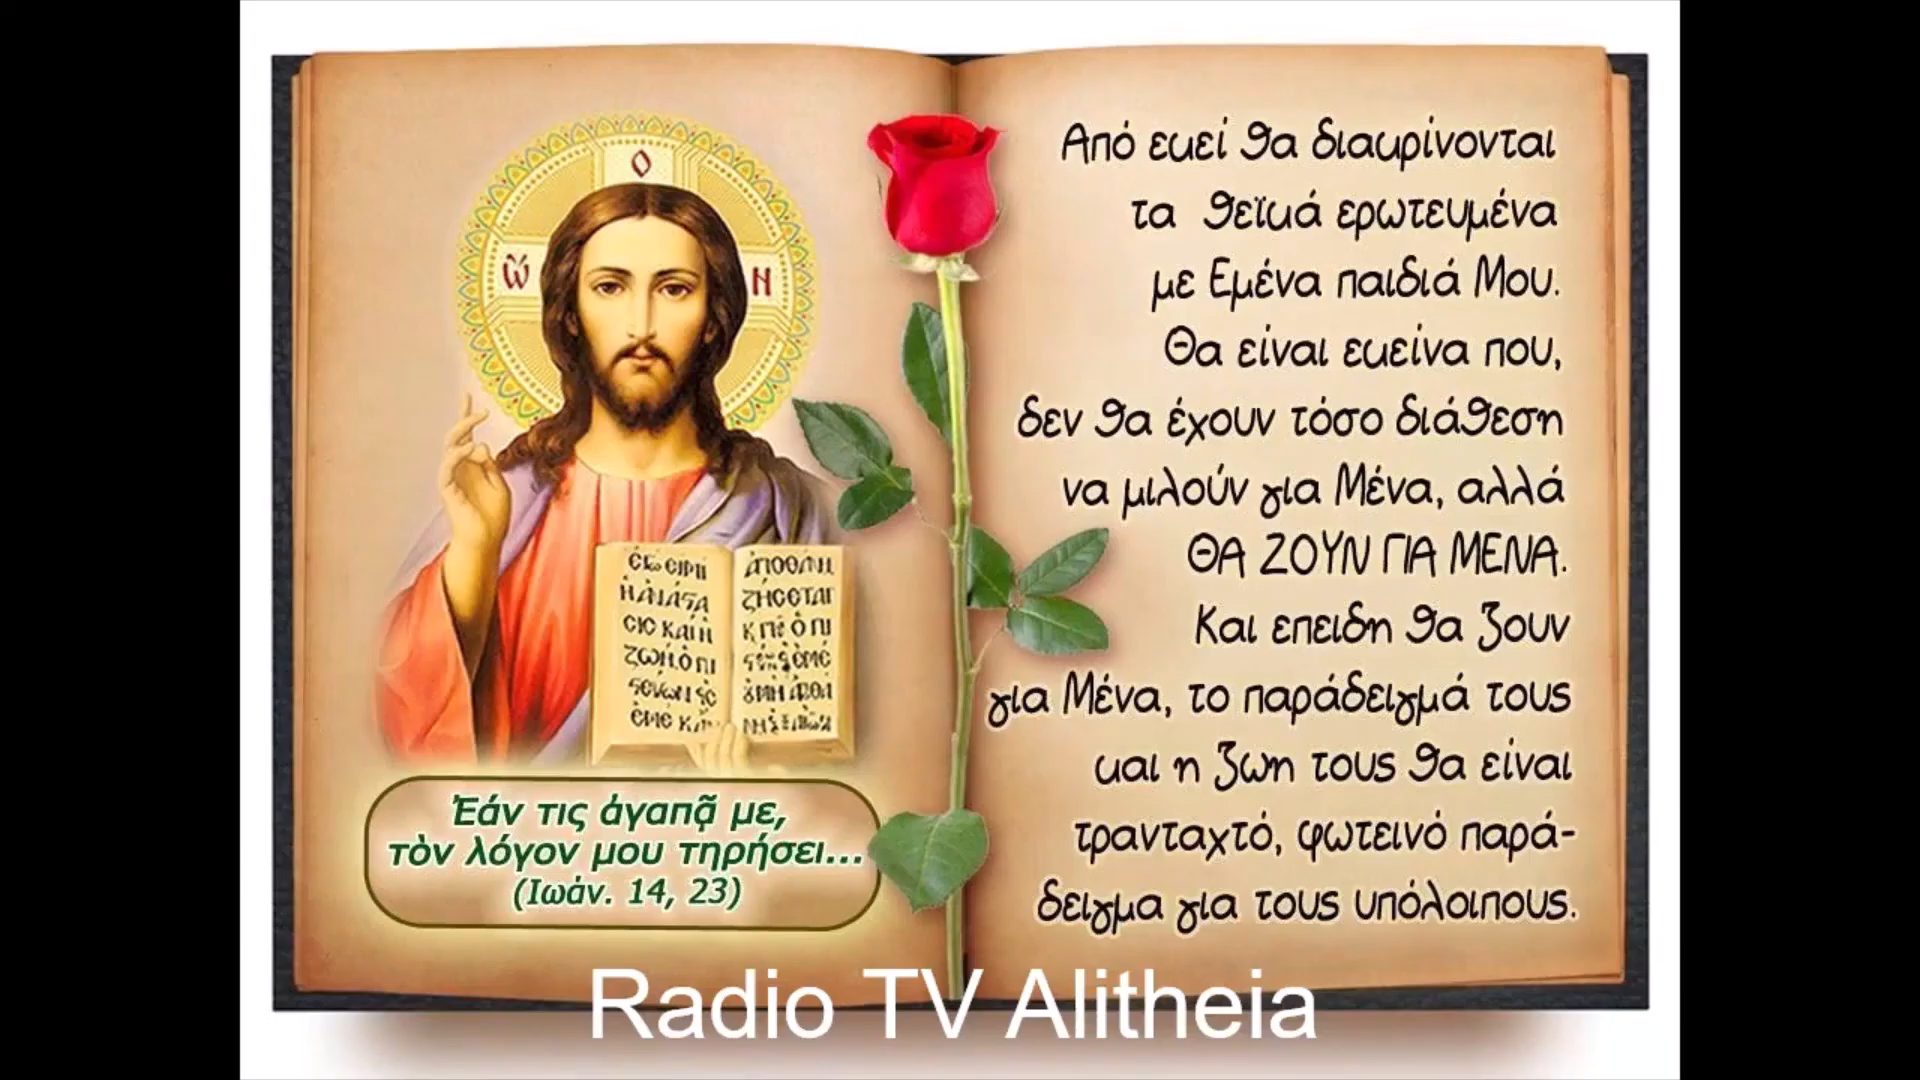 Ο
Ὤ Η
Ἐάν τις ἀγαπᾷ με,
τὸν λόγον μου τηρήσει...
(Ιωάν. 14, 23)
Από εκεί θα διακρίνονται
τα θεϊκά ερωτευμένα
με Εμένα παιδιά Μου.
Θα είναι εκείνα που,
δεν θα έχουν τόσο διάθεση
να μιλούν για Μένα, αλλά
ΘΑ ΖΟΥΝ ΓΙΑ ΜΕΝΑ.
Και επειδη θα ζουν
για Μένα, το παράδειγμά τους
και η ζωη τους θα είναι
τρανταχτό, φωτεινό παρά-
δειγμα για τους υπόλοιπους.
Radio TV Alitheia